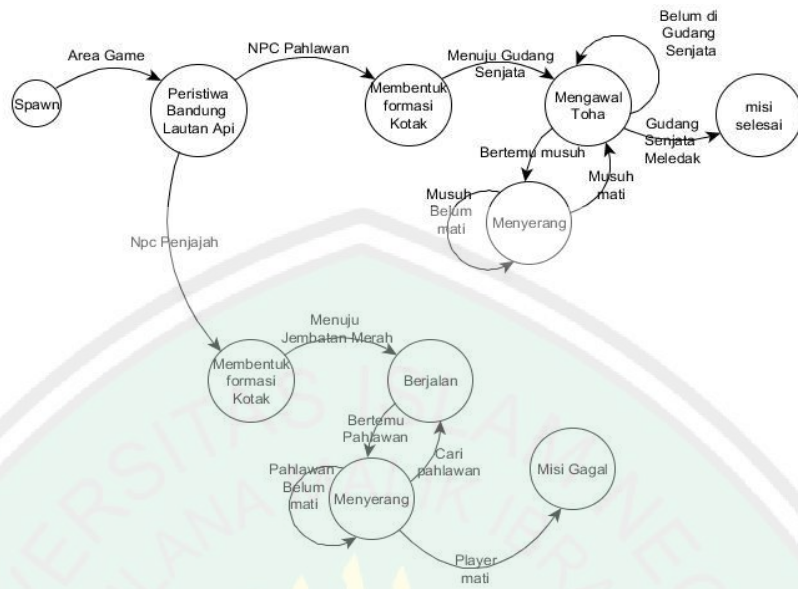 Spawn
Area Game
Peristiwa
Bandung
Lautan Api
NPC Pahlawan
Membentuk
formasi
Kotak
Menuju Gudang
Senjata
Mengawal
Toha
Belum di
Gudang
Senjata
Gudang
Senjata
Meledak
misi
selesai
Bertemu musuh
Musuh
mati
Musuh
Belum
mati
Menyerang
Npc Penjajah
Membentuk
formasi
Kotak
Menuju
Jembatan Merah
Berjalan
Bertemu
Pahlawan
Cari
pahlawan
Pahlawan
Belum
mati
Menyerang
Player
mati
Misi Gagal